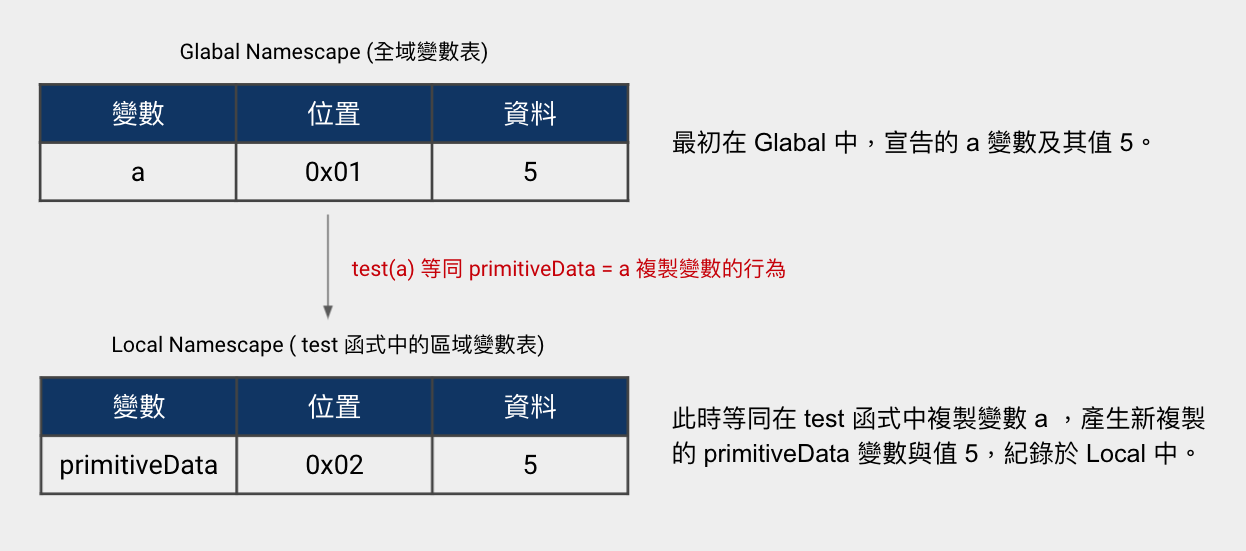 Glabal Namescape (全域變數表)
變數 位置 資料
a 0x01 5
最初在 Glabal 中，宣告的 a 變數及其值 5。
test(a) 等同 primitiveData = a 複製變數的行為
Local Namescape ( test 函式中的區域變數表)
變數 位置 資料
primitiveData 0x02 5
此時等同在 test 函式中複製變數 a ，產生新複製
的 primitiveData 變數與值 5，紀錄於 Local 中。